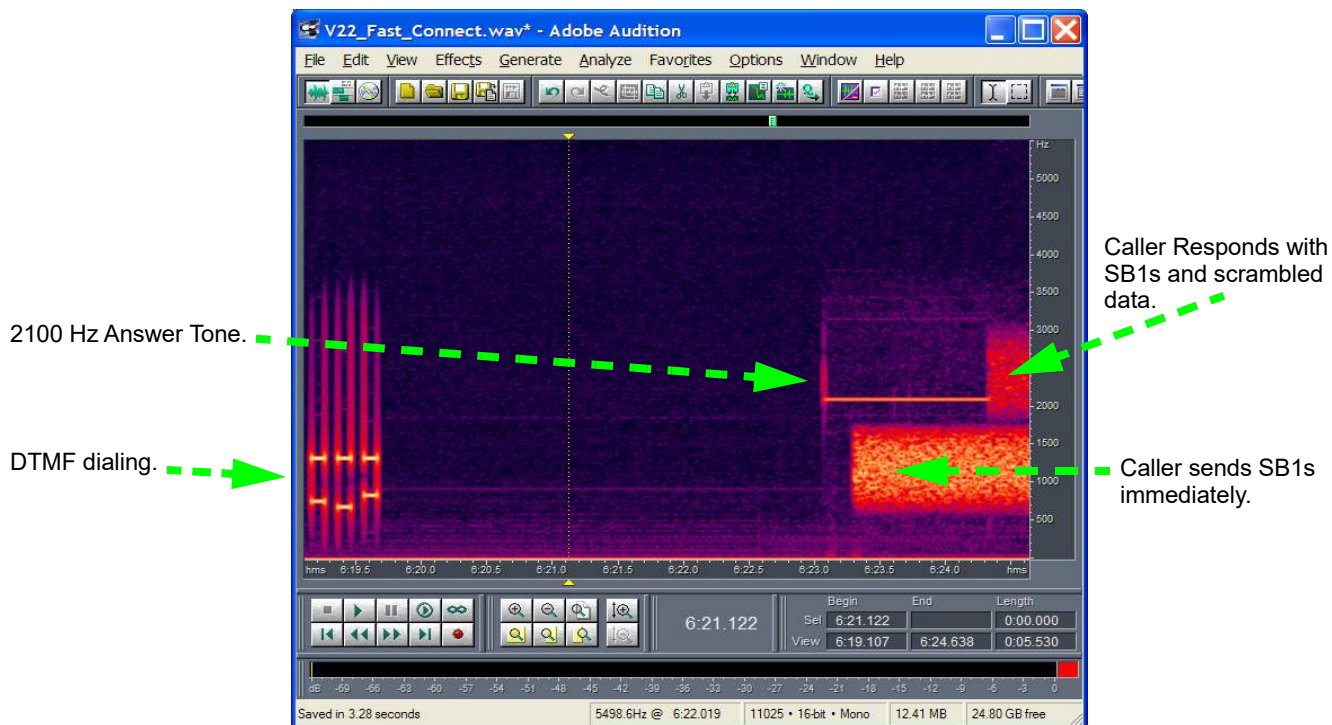 V22_Fast_Connect.wav* - Adobe Audition
File Edit View Effects Generate Analyze Favorites Options Window Help
Hz
5000
4500
4000
3500
3000
2000
1500
1000
500
hms 6:19.5 6:20.0 6:20.5 6:21.0 6:21.5 6:22.0 6:22.5 6:23.0 6:23.5 6:24.0 hms
2100 Hz Answer Tone.
DTMF dialing.
Caller Responds with
SB1s and scrambled
data.
Caller sends SB1s
immediately.
6:21.122
Begin End Length
Sel 6:21.122 0:00.000
View 6:19.107 6:24.638 0:05.530
dB -69 -66 -63 -60 -57 -54 -51 -48 -45 -42 -39 -36 -33 -30 -27 -24 -21 -18 -15 -12 -9 -6 -3 0
Saved in 3.28 seconds 5498.6Hz @ 6:22.019 11025 • 16-bit • Mono 12.41 MB 24.80 GB free